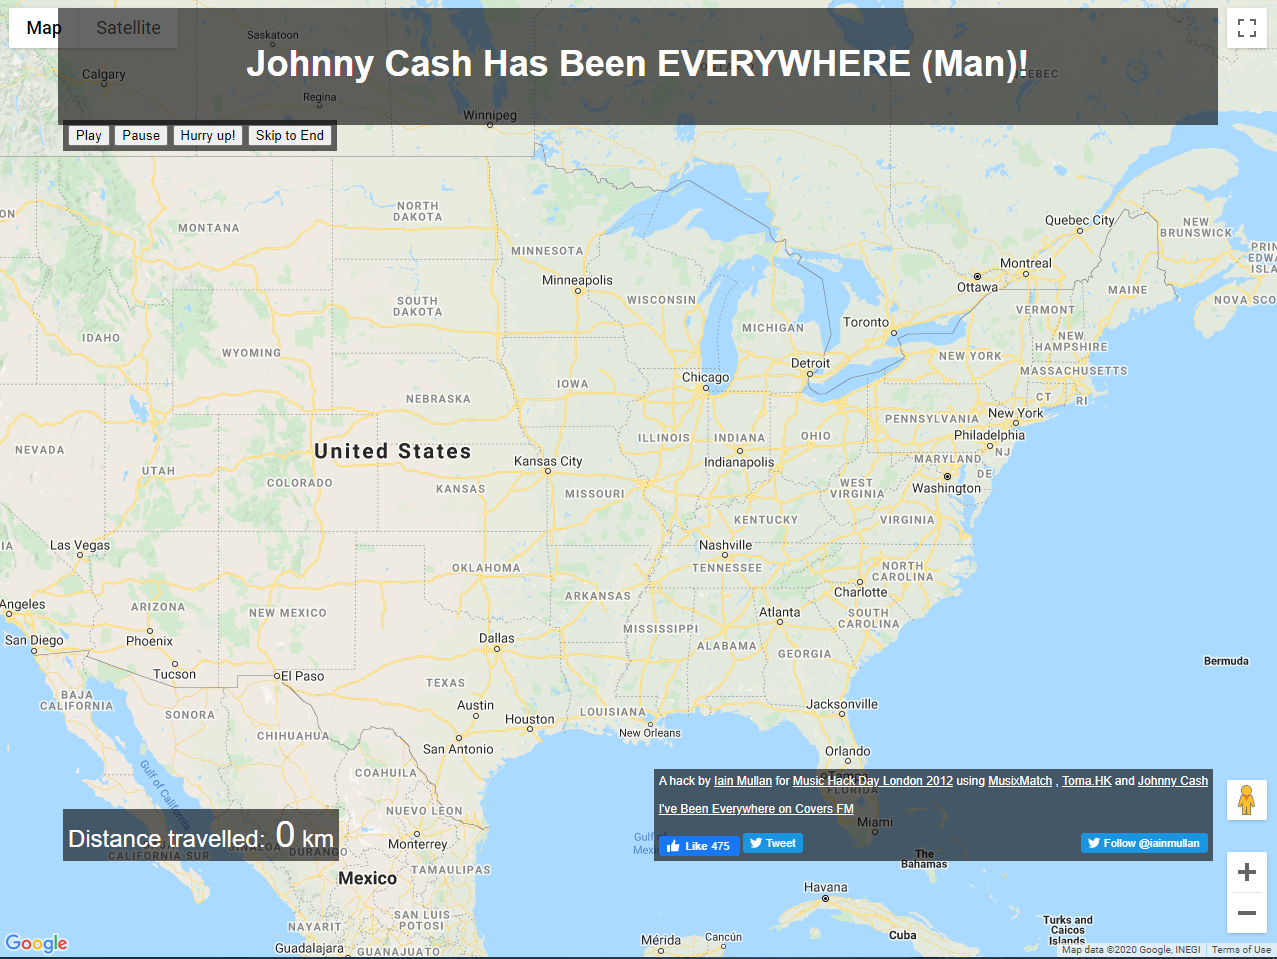 Map
Satellite
Saskatoon
Calgary
Johnny Cash Has Been EVERYWHERE (Man)!
Regina
Winnipeg
Play
Pause
Hurry up!
Skip to End
NORTH
DAKOTA
MONTANA
MINNESOTA
Minneapolis
Quebec City
NEW
BRUNSWICK
Montreal
Ottawa
MAINE
SOUTH
DAKOTA
WISCONSIN
MICHIGAN
Toronto
VERMONT
NEW
HAMPSHIRE
IDAHO
WYOMING
Detroit
NEW YORK
MASSACHUSETTS
Chicago
IOWA
NEBRASKA
CT
RI
ILLINOIS
INDIANA
OHIO
PENNSYLVANIA
New York
Philadelphia
NEVADA
United States
Kansas City
Indianapolis
MARYLAND
NJ
DE
UTAH
COLORADO
KANSAS
MISSOURI
WEST
VIRGINIA
Washington
KENTUCKY
VIRGINIA
Las Vegas
Nashville
TENNESSEE
OKLAHOMA
NORTH
CAROLINA
Charlotte
Angeles
ARIZONA
NEW MEXICO
ARKANSAS
Atlanta
SOUTH
CAROLINA
San Diego
Phoenix
Dallas
MISSISSIPPI
ALABAMA
GEORGIA
Tucson
El Paso
TEXAS
Bermuda
BAJA
CALIFORNIA
SONORA
Austin
Houston
LOUISIANA
New Orleans
Jacksonville
CHIHUAHUA
San Antonio
Orlando
Gulf of California
COAHUILA
Tampa
FLORIDA
A hack by Iain Mullan for Music Hack Day London 2012 using MusixMatch , Toma.HK and Johnny Cash
I've Been Everywhere on Covers FM
NUEVO LEON
Miami
Distance travelled: 0 km
Monterrey
CALIFORNIA SUR
SINALOA
DURANGO
Gulf of
Like 475
Tweet
Follow @iainmullan
The
Bahamas
Mexico
TAMAULIPAS
Havana
NAYARIT
SAN LUIS
POTOSI
Turks and
Caicos
Islands
Cuba
Google
Guadalajara
GUANAJUATO
Mérida
Cancún
Map data ©2020 Google, INEGI
Terms of Use